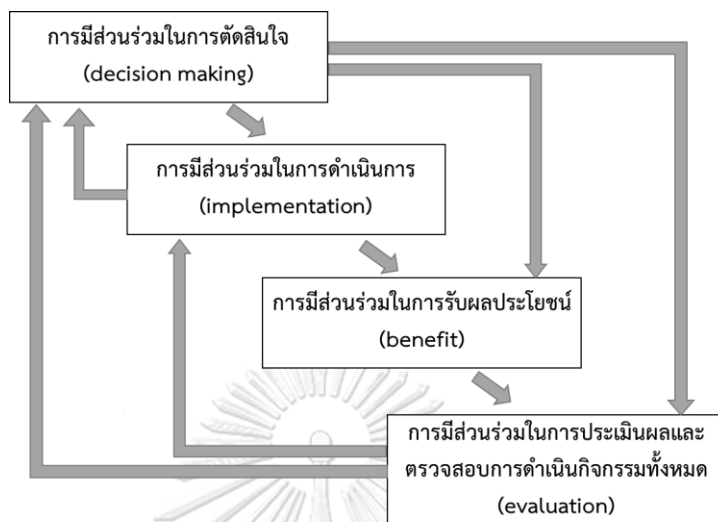 การมีส่วนร่วมในการตัดสินใจ
(decision making)
การมีส่วนร่วมในการดำเนินการ
(implementation)
การมีส่วนร่วมในการรับผลประโยชน์
(benefit)
การมีส่วนร่วมในการประเมินผลและ
ตรวจสอบการดำเนินกิจกรรมทั้งหมด
(evaluation)